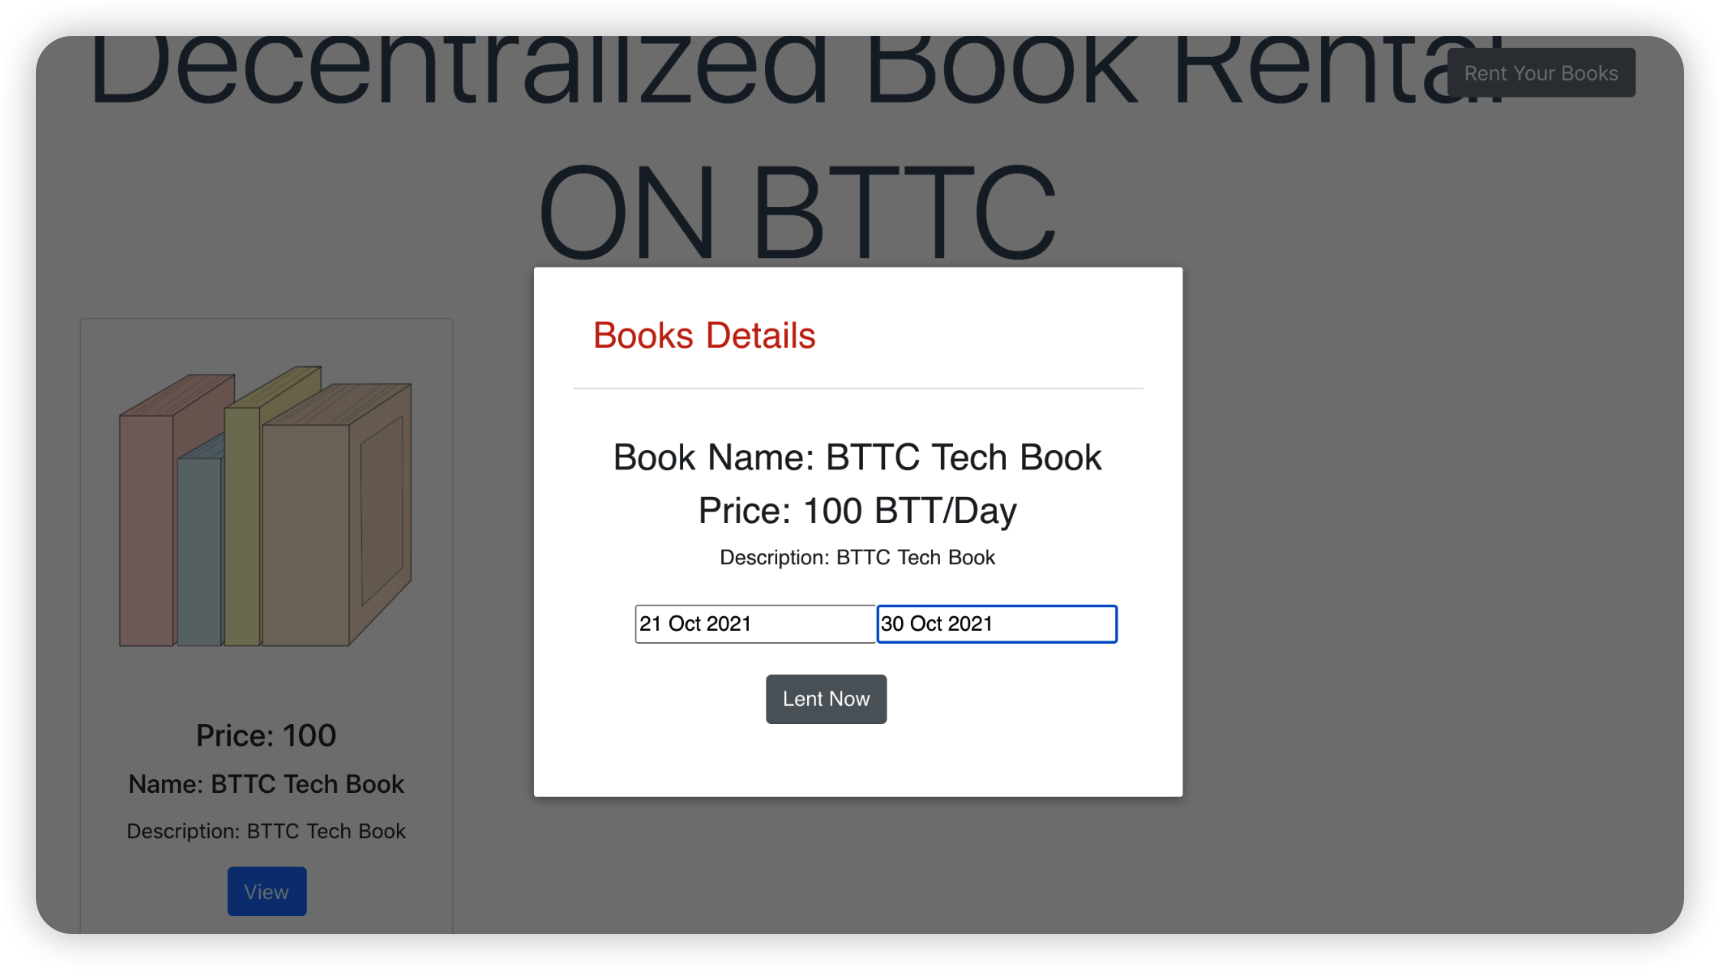 Decentralized Book Rental
Rent Your Books
ON BTTC
Books Details
Book Name: BTTC Tech Book
Price: 100 BTT/Day
Description: BTTC Tech Book
21 Oct 2021
30 Oct 2021
Lent Now
Price: 100
Name: BTTC Tech Book
Description: BTTC Tech Book
View